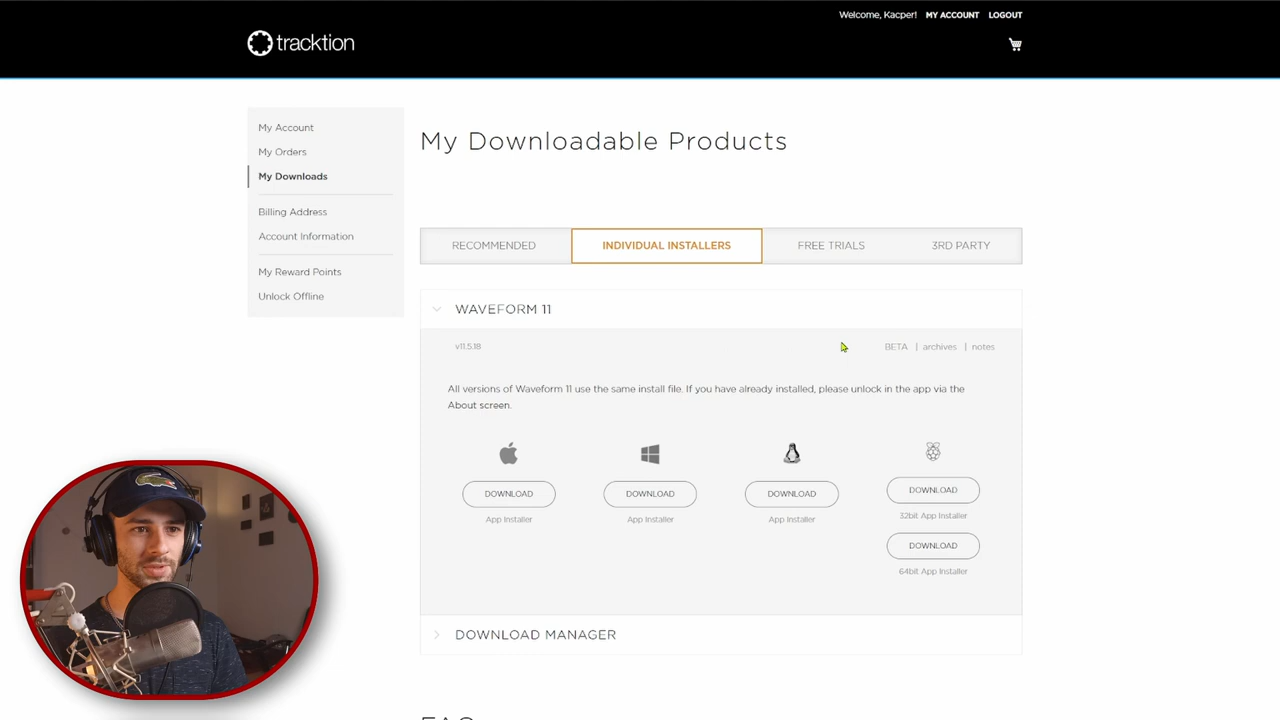 Welcome, Kacper! MY ACCOUNT LOGOUT
tracktion
My Account
My Orders
My Downloads
Billing Address
Account Information
My Reward Points
Unlock Offline
My Downloadable Products
RECOMMENDED INDIVIDUAL INSTALLERS FREE TRIALS 3RD PARTY
WAVEFORM 11
v11.5.18 BETA | archives | notes
All versions of Waveform 11 use the same install file. If you have already installed, please unlock in the app via the
About screen.
DOWNLOAD DOWNLOAD DOWNLOAD DOWNLOAD
App Installer App Installer App Installer 32bit App Installer
DOWNLOAD
64bit App Installer
DOWNLOAD MANAGER
FAQ